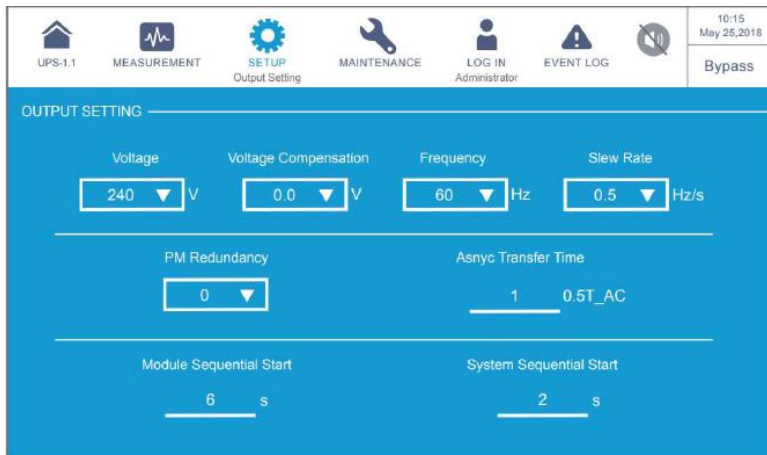 10:15
May 25,2018
UPS-1.1 MEASUREMENT SETUP MAINTENANCE LOG IN EVENT LOG
Output Setting Administrator
Bypass
OUTPUT SETTING
Voltage Voltage Compensation Frequency Slew Rate
240 V 0.0 V 60 Hz 0.5 Hz/s
PM Redundancy Asnyc Transfer Time
0 1 0.5T_AC
Module Sequential Start System Sequential Start
6 s 2 s